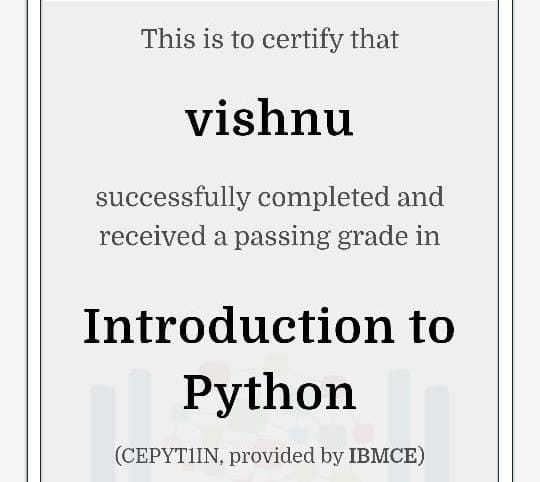 This is to certify that
vishnu
successfully completed and
received a passing grade in
Introduction to
Python
(CEPYT1IN, provided by IBMCE)